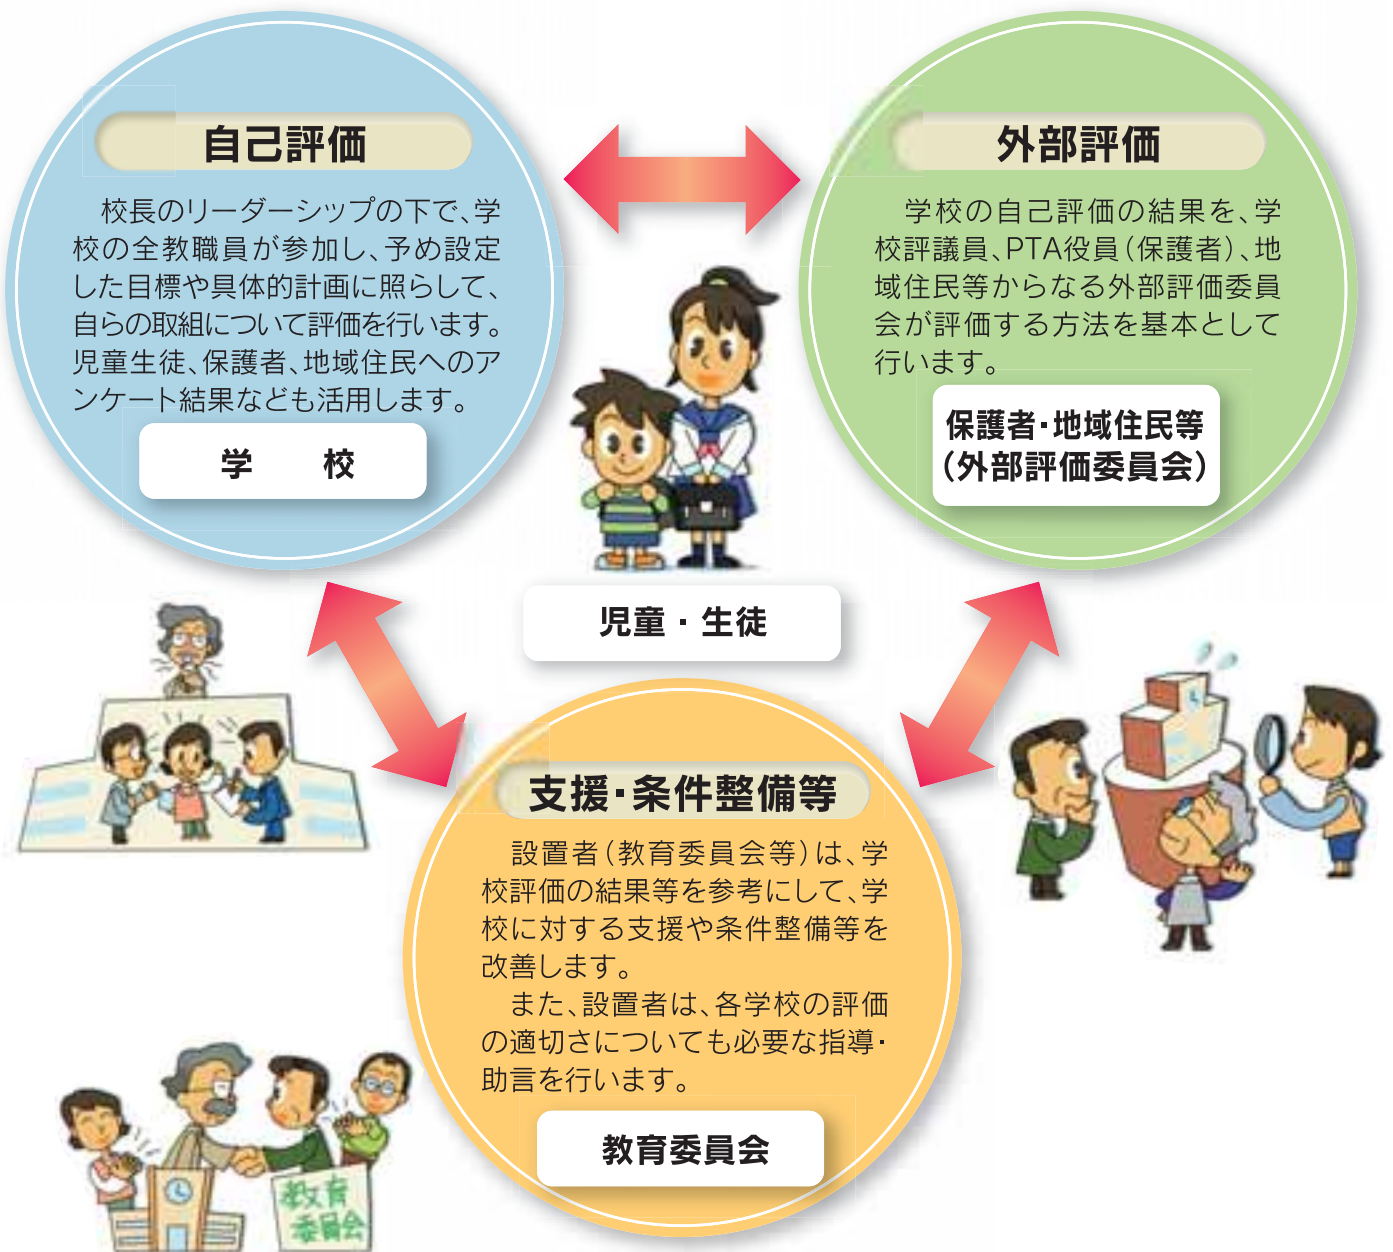 自己評価
校長のリーダーシップの下で、学
校の全教職員が参加し、予め設定
した目標や具体的計画に照らして、
自らの取組について評価を行います。
児童生徒、保護者、地域住民へのア
ンケート結果なども活用します。
学　　校
外部評価
学校の自己評価の結果を、学
校評議員、PTA役員（保護者）、地
域住民等からなる外部評価委員
会が評価する方法を基本として
行います。
保護者・地域住民等
（外部評価委員会）
児童・生徒
支援・条件整備等
設置者（教育委員会等）は、学
校評価の結果等を参考にして、学
校に対する支援や条件整備等を
改善します。
また、設置者は、各学校の評価
の適切さについても必要な指導・
助言を行います。
教育委員会
教育
委員会